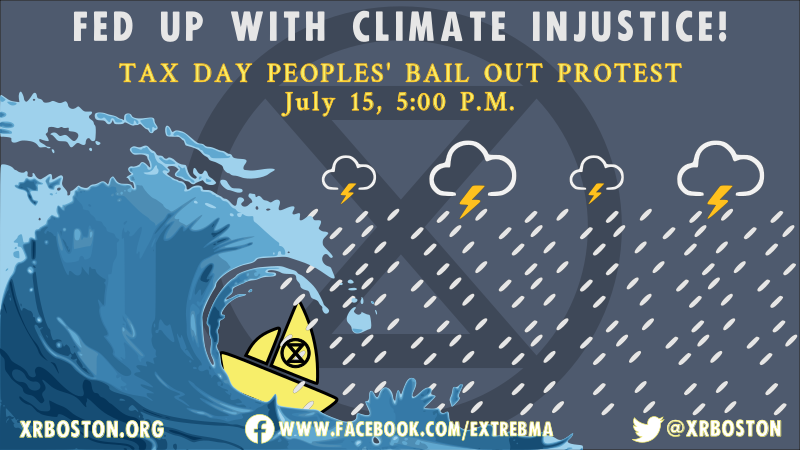 FED UP WITH CLIMATE INJUSTICE!
TAX DAY PEOPLES' BAIL OUT PROTEST
July 15, 5:00 P.M.
XRBOSTON.ORG
WWW.FACEBOOK.COM/EXTREBMA
@XRBOSTON